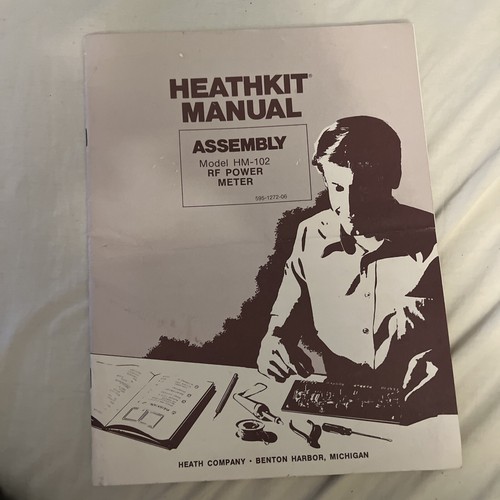 HEATHKIT®
MANUAL
ASSEMBLY
Model HM-102
RF POWER
METER
595-1272-06
HEATH COMPANY • BENTON HARBOR, MICHIGAN